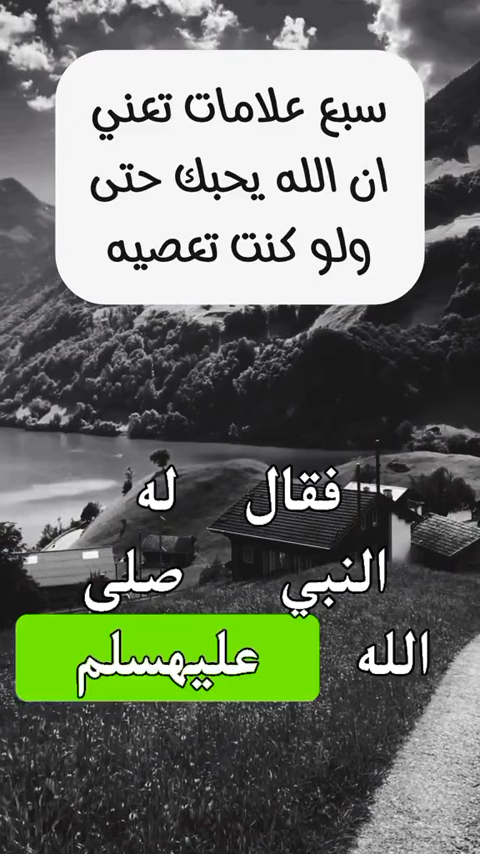 سبع علامات تعني
ان الله يحبك حتى
ولو كنت تعصيه
فقال له
النبي صلى
الله عليهسلم